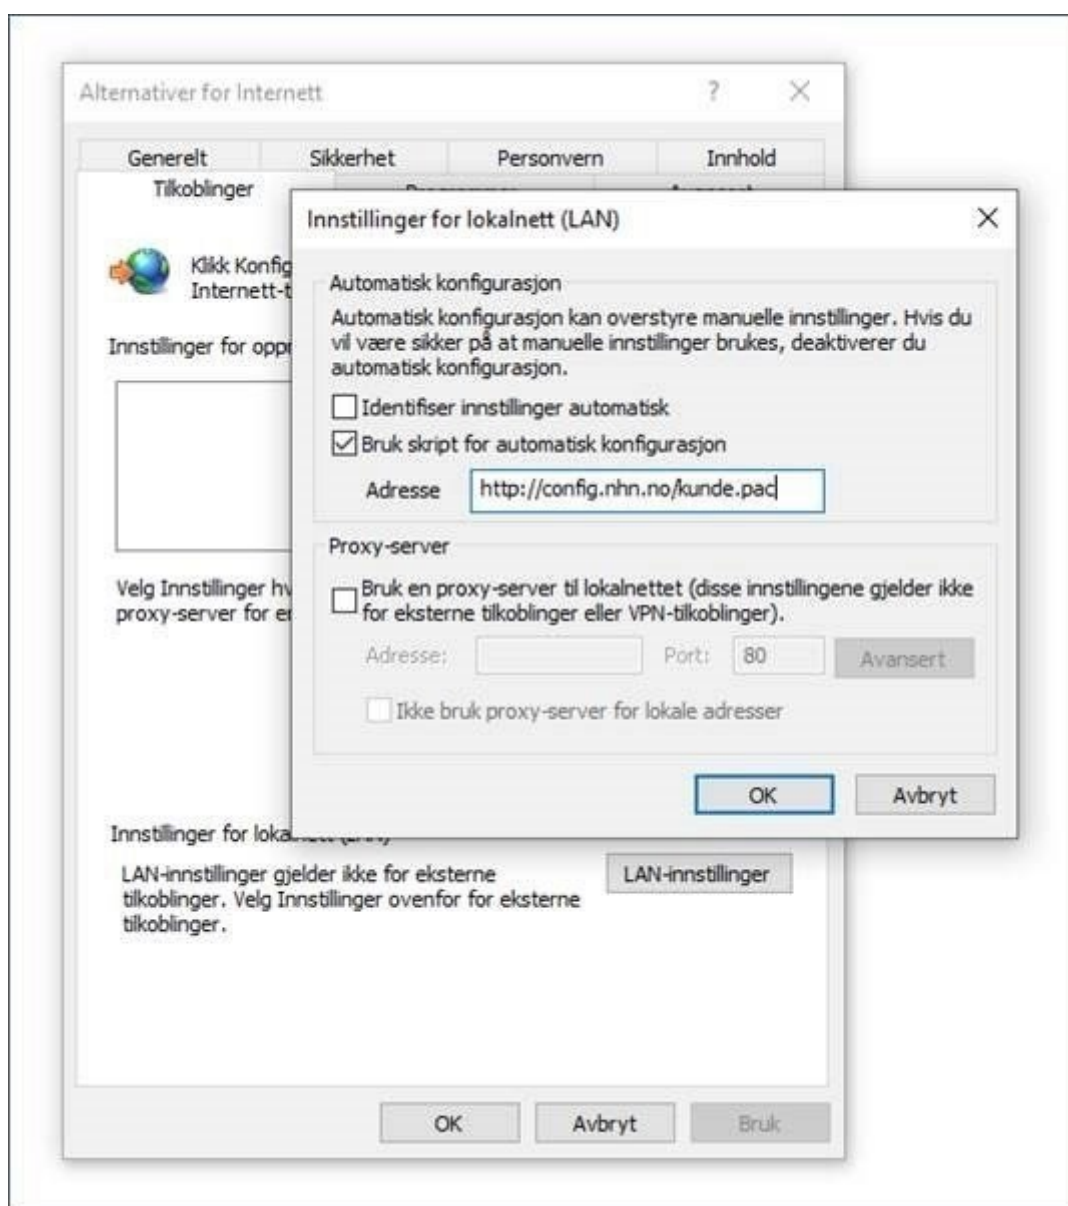 Alternativer for Internett
?
Generelt Sikkerhet Personvern Innhold
Tilkoblinger
Klikk Konfig
Internett-t
Innstillinger for oppr
Velg Innstillinger hv
proxy-server for e
Innstillinger for lokalnett (LAN)
Automatisk konfigurasjon
Automatisk konfigurasjon kan overstyre manuelle innstillinger. Hvis du
vil være sikker på at manuelle innstillinger brukes, deaktiverer du
automatisk konfigurasjon.
Identifiser innstillinger automatisk
Bruk skript for automatisk konfigurasjon
Adresse http://config.nhn.no/kunde.pac
Proxy-server
Bruk en proxy-server til lokalnettet (disse innstillingene gjelder ikke
for eksterne tilkoblinger eller VPN-tilkoblinger).
Adresse: Port: 80 Avansert
Ikke bruk proxy-server for lokale adresser
OK Avbryt
Innstillinger for lokalnett (LAN)
LAN-innstillinger gjelder ikke for eksterne
tilkoblinger. Velg Innstillinger ovenfor for eksterne
tilkoblinger.
LAN-innstillinger
OK Avbryt Bruk